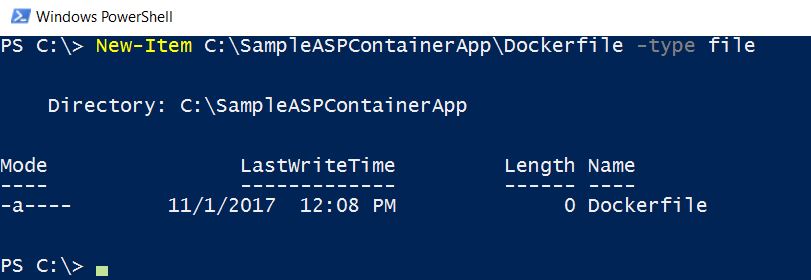 Windows PowerShell
PS C:\> New-Item C:\SampleASPContainerApp\Dockerfile -type file
Directory: C:\SampleASPContainerApp
Mode LastWriteTime Length Name
---- ------------- ------ ----
-a---- 11/1/2017 12:08 PM 0 Dockerfile
PS C:\>